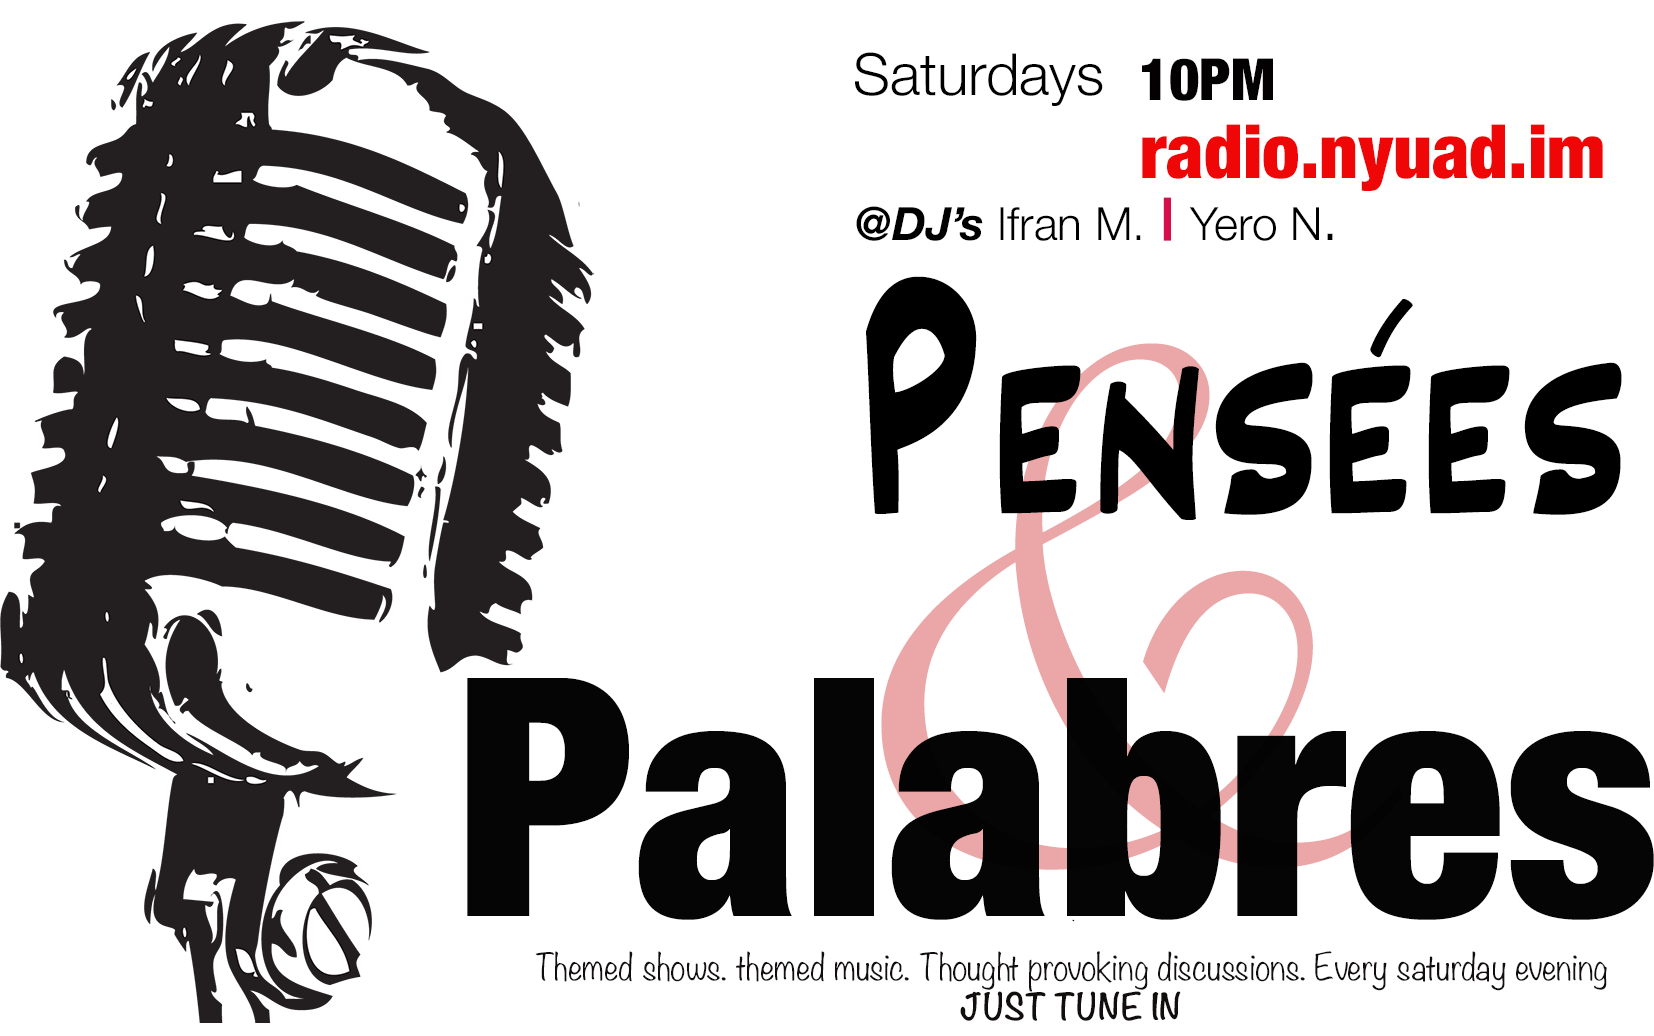 Saturdays 10PM
radio.nyuad.im
@DJ's Ifran M. | Yero N.
PENSÉES
&
Palabres
Themed shows. themed music. Thought provoking discussions. Every saturday evening
JUST TUNE IN